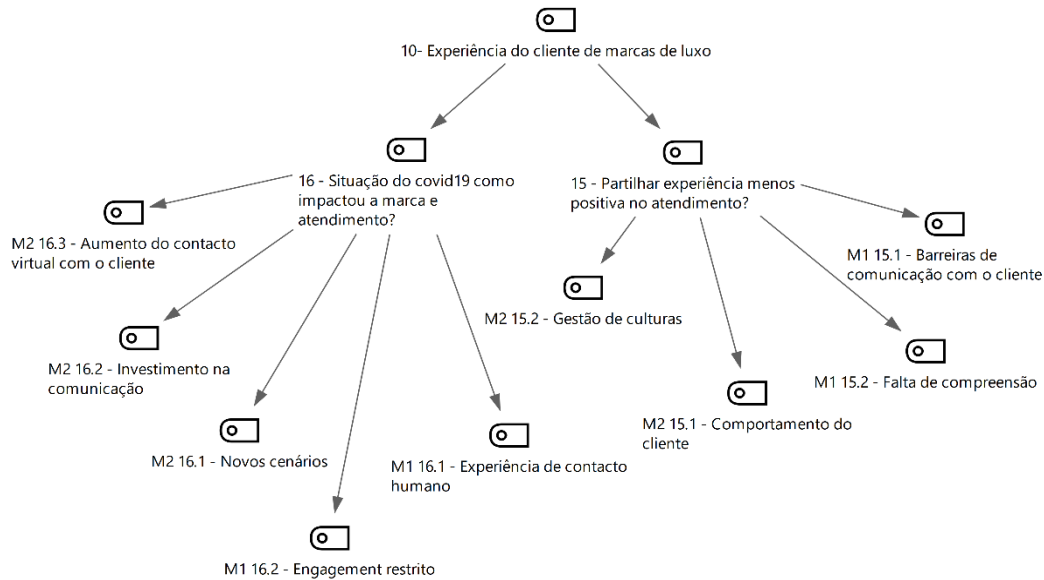 10- Experiência do cliente de marcas de luxo
16 - Situação do covid19 como
impactou a marca e
atendimento?
15 - Partilhar experiência menos
positiva no atendimento?
M2 16.3 - Aumento do contacto
virtual com o cliente
M1 15.1 - Barreiras de
comunicação com o cliente
M2 15.2 - Gestão de culturas
M2 16.2 - Investimento na
comunicação
M1 15.2 - Falta de compreensão
M2 15.1 - Comportamento do
cliente
M2 16.1 - Novos cenários
M1 16.1 - Experiência de contacto
humano
M1 16.2 - Engagement restrito